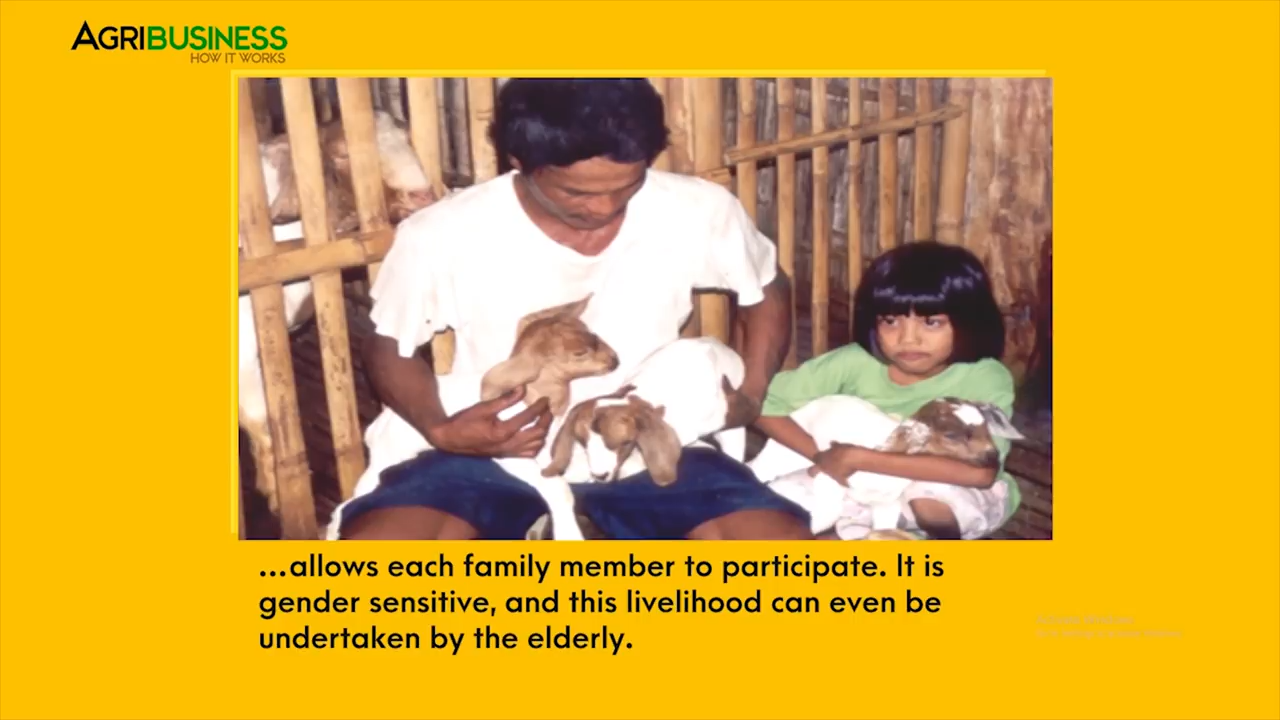 AGRIBUSINESS
HOW IT WORKS
...allows each family member to participate. It is
gender sensitive, and this livelihood can even be
undertaken by the elderly.